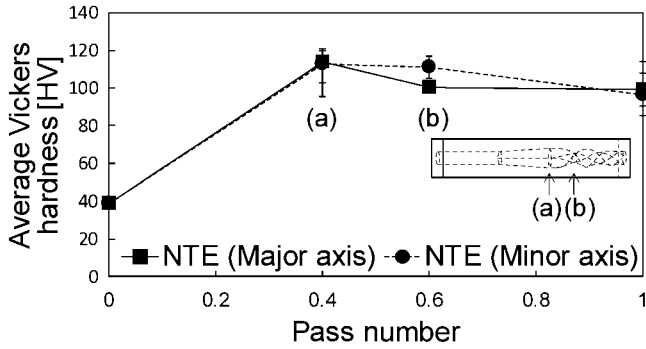 140
120
100
80
60
40
20
0
Average Vickers
hardness [HV]
(a)
(b)
(a) (b)
NTE (Major axis) NTE (Minor axis)
0 0.2 0.4 0.6 0.8 1
Pass number